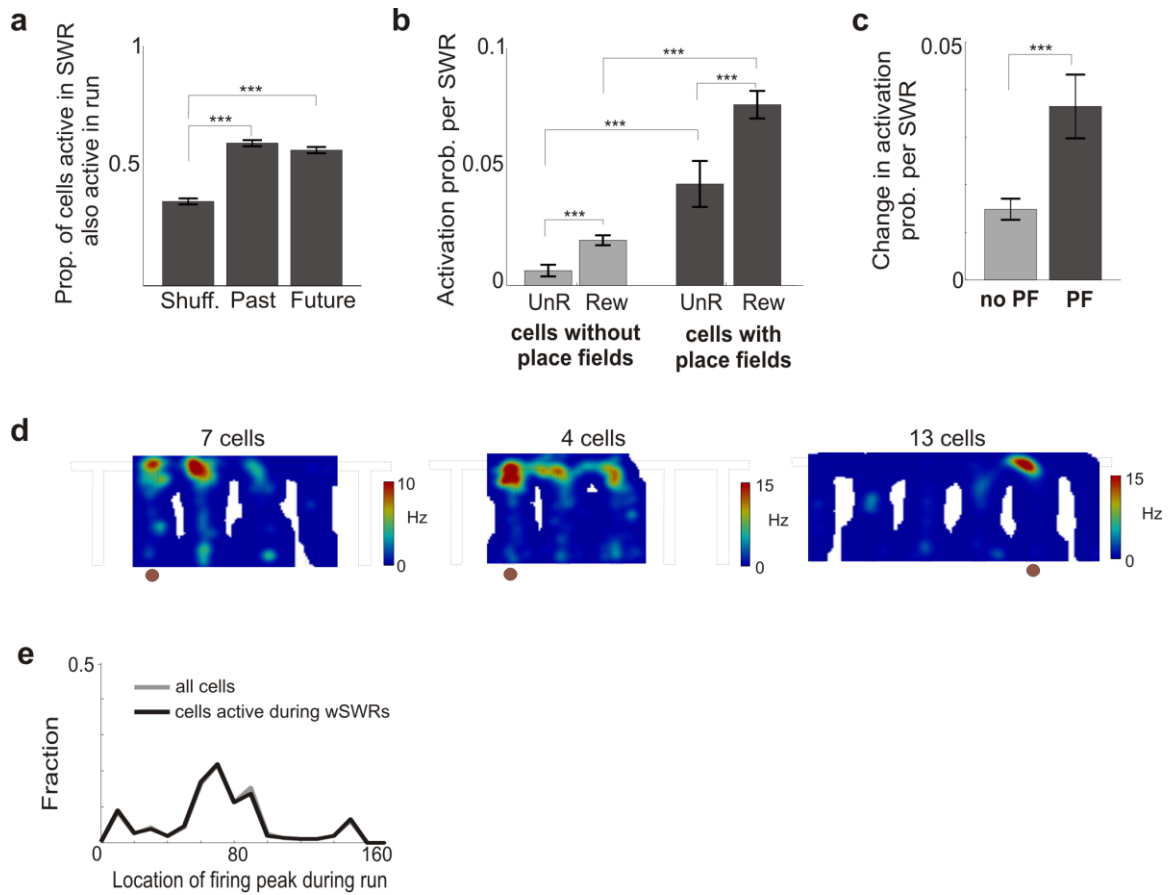 a
Prop. of cells active in SWR
also active in run
1
0.5
***
***
Shuff. Past Future
b
Activation prob. per SWR
0.1
0.05
0
***
***
***
***
UnR Rew UnR Rew
cells without
place fields
cells with
place fields
c
Change in activation
prob. per SWR
0.05
0
***
no PF PF
d
7 cells
10
Hz
0
4 cells
15
Hz
0
13 cells
15
Hz
0
e
Fraction
0.5
all cells
cells active during wSWRs
0 80 160
Location of firing peak during run